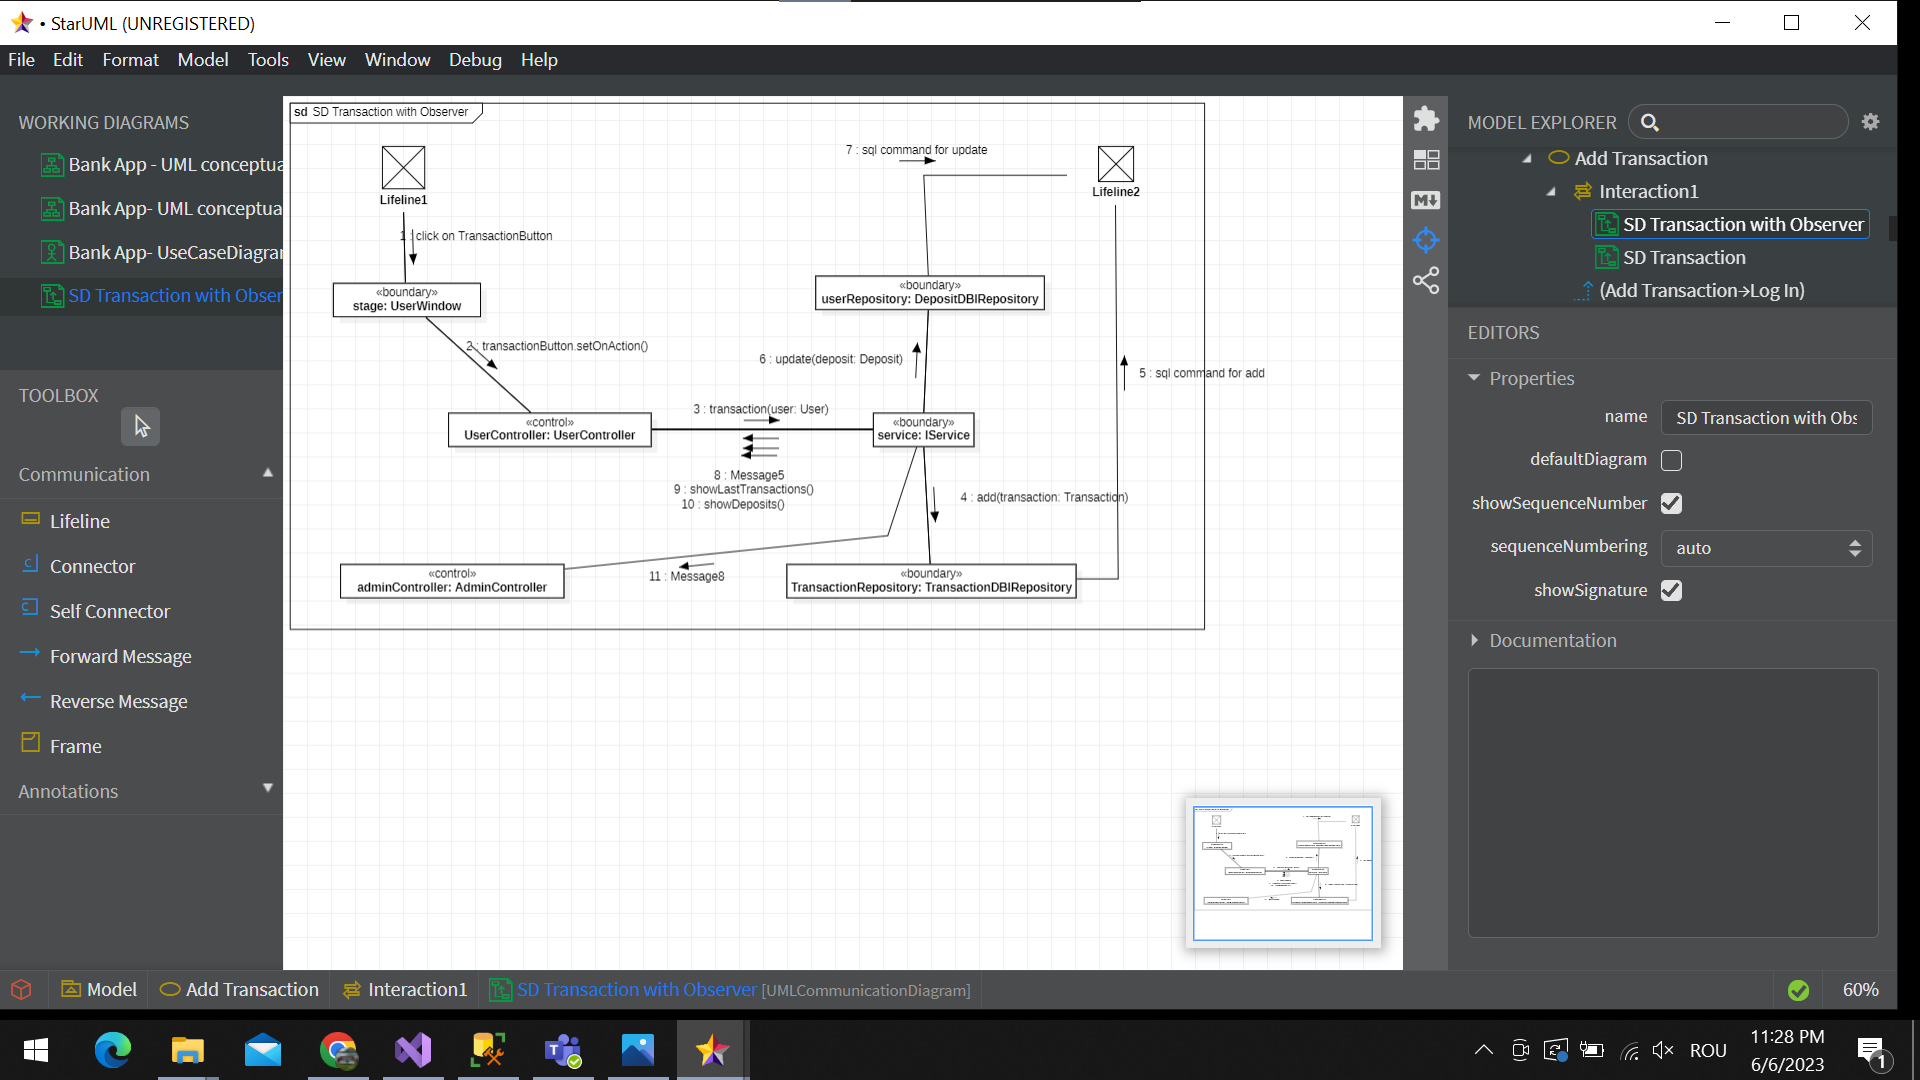 • StarUML (UNREGISTERED)
File Edit Format Model Tools View Window Debug Help
WORKING DIAGRAMS
Bank App - UML conceptua
Bank App- UML conceptua
Bank App- UseCaseDiagrar
SD Transaction with Obser
TOOLBOX
Communication
Lifeline
Connector
Self Connector
Forward Message
Reverse Message
Frame
Annotations
sd SD Transaction with Observer
Lifeline1
1 : click on TransactionButton
«boundary»
stage: UserWindow
2 : transactionButton.setOnAction()
«control»
UserController: UserController
3 : transaction(user: User)
8 : Message5
9 : showLastTransactions()
10 : showDeposits()
«control»
adminController: AdminController
11 : Message8
7 : sql command for update
Lifeline2
«boundary»
userRepository: DepositDBIRepository
6 : update(deposit: Deposit)
5 : sql command for add
«boundary»
service: IService
4 : add(transaction: Transaction)
«boundary»
TransactionRepository: TransactionDBIRepository
M
MODEL EXPLORER
Add Transaction
Interaction1
SD Transaction with Observer
SD Transaction
(Add Transaction→Log In)
EDITORS
Properties
name SD Transaction with Obs
defaultDiagram
showSequenceNumber
sequenceNumbering auto
showSignature
Documentation
Model Add Transaction Interaction1 SD Transaction with Observer [UMLCommunicationDiagram]
60%
ROU
11:28 PM
6/6/2023
1